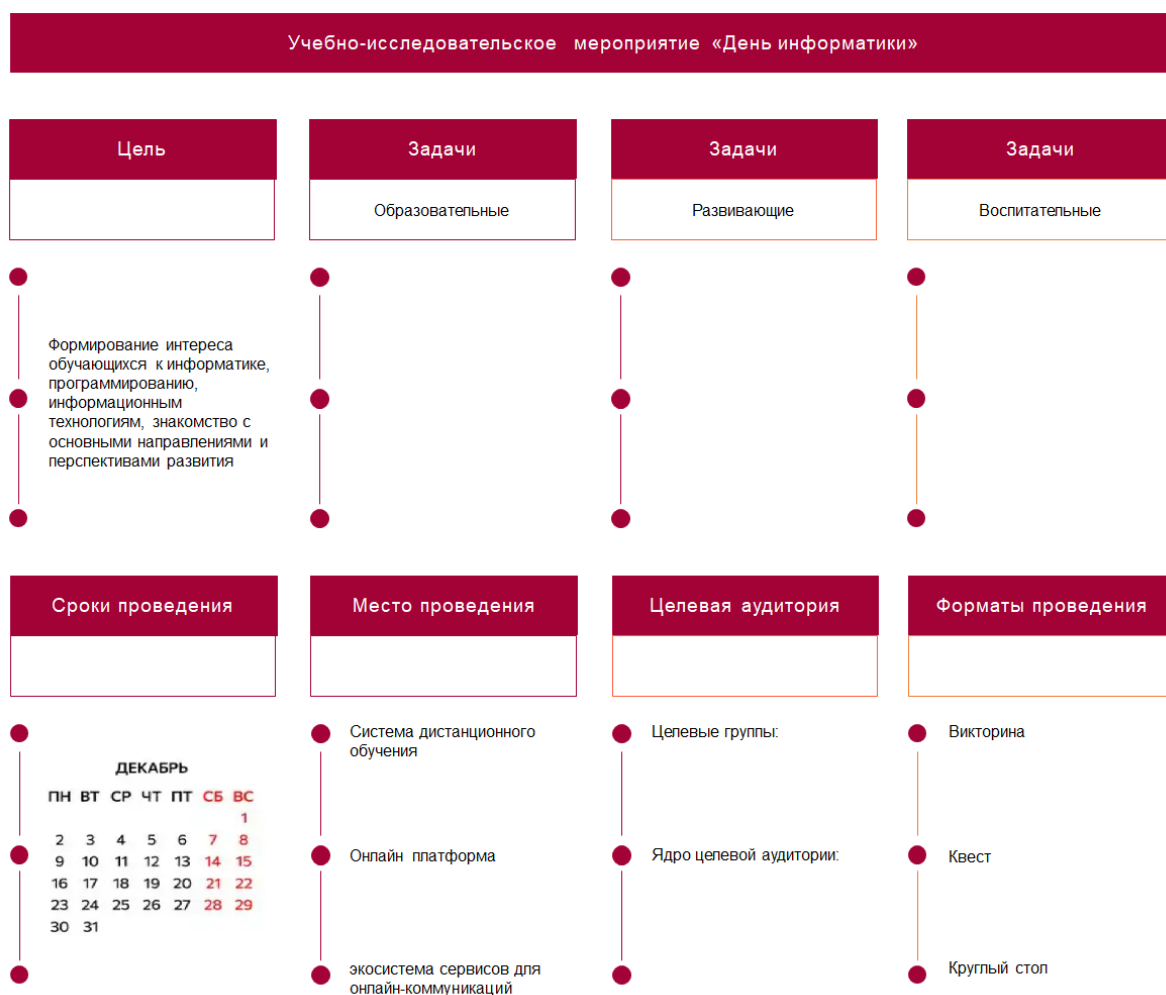 Учебно-исследовательское мероприятие «День информатики»
Цель
Задачи
Задачи
Задачи
Образовательные
Развивающие
Воспитательные
Формирование интереса
обучающихся к информатике,
программированию,
информационным
технологиям, знакомство с
основными направлениями и
перспективами развития
Сроки проведения
Место проведения
Целевая аудитория
Форматы проведения
ДЕКАБРЬ
ПН ВТ СР ЧТ ПТ СБ ВС
1
2 3 4 5 6 7 8
9 10 11 12 13 14 15
16 17 18 19 20 21 22
23 24 25 26 27 28 29
30 31
Система дистанционного
обучения
Онлайн платформа
экосистема сервисов для
онлайн-коммуникаций
Целевые группы:
Ядро целевой аудитории:
Викторина
Квест
Круглый стол